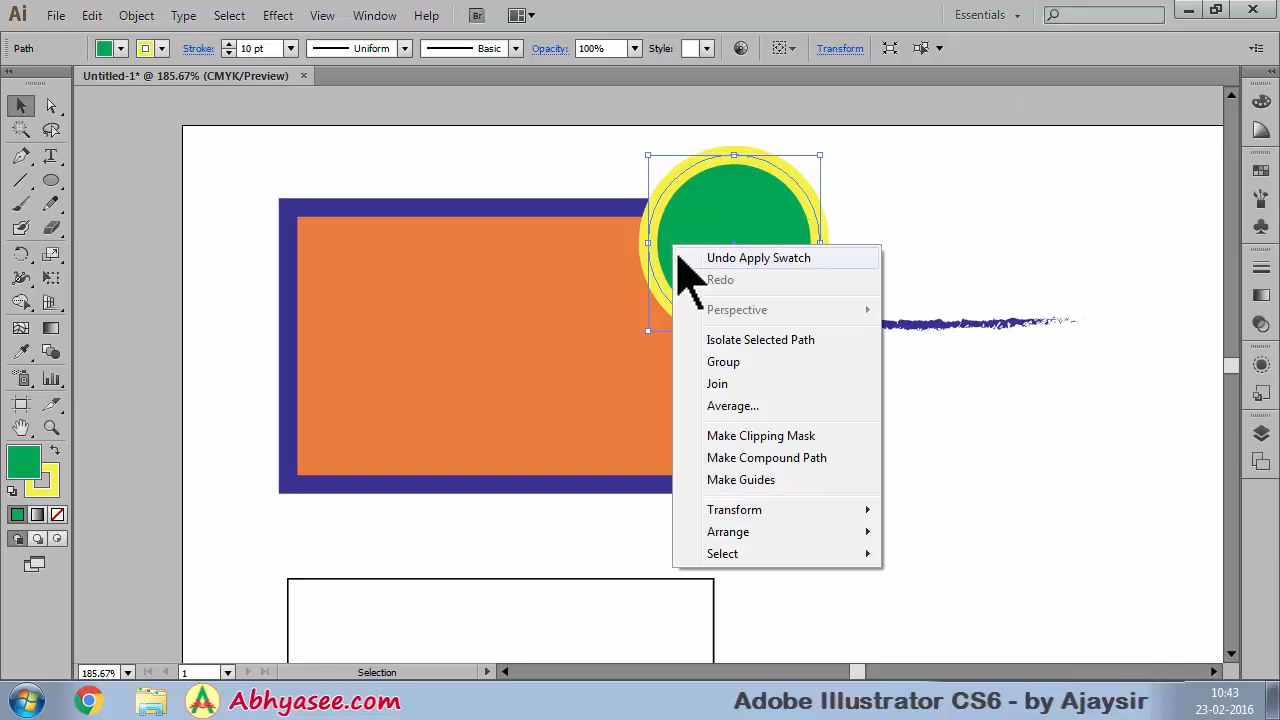 Ai File Edit Object Type Select Effect View Window Help Br Essentials
Path Stroke: 10 pt Uniform Basic Opacity: 100% Style: Transform
Untitled-1* @ 185.67% (CMYK/Preview)
Undo Apply Swatch
Redo
Perspective
Isolate Selected Path
Group
Join
Average...
Make Clipping Mask
Make Compound Path
Make Guides
Transform
Arrange
Select
185.67% 1 Selection
Abhyasee.com Adobe Illustrator CS6 - by Ajaysir 10:43
23-02-2016